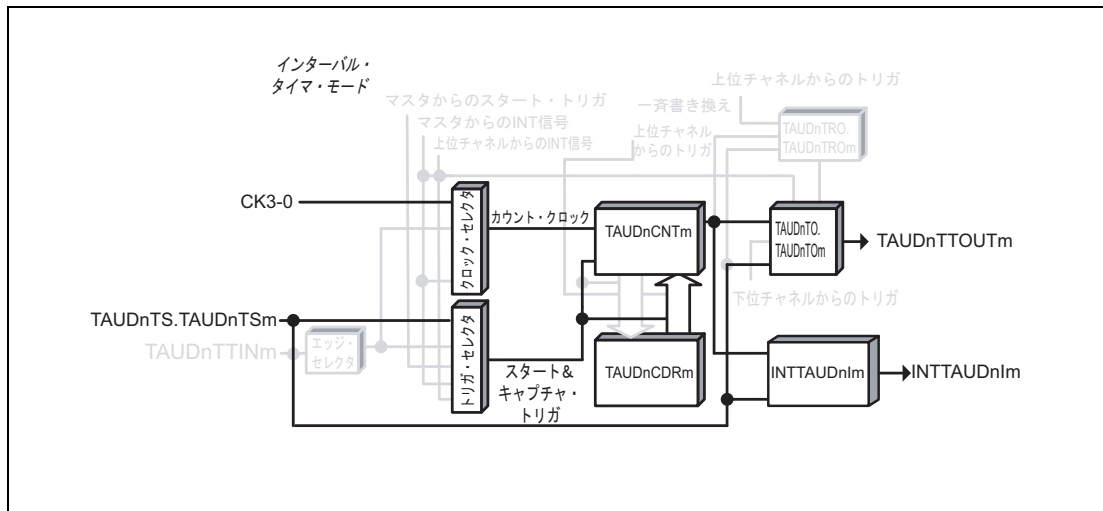 インターバル・
タイマ・モード
上位チャネルからのトリガ
マスタからのスタート・トリガ
一斉書き換え
マスタからのINT信号
上位チャネル
からのトリガ
上位チャネルからのINT信号
TAUDnTRO.
TAUDnTROm
CK3-0
クロック・セレクタ
カウント・クロック
TAUDnCNTm
TAUDnTO.
TAUDnTOm
TAUDnTTOUTm
下位チャネルからのトリガ
TAUDnTS.TAUDnTSm
TAUDnTTINm
エッジ・
セレクタ
トリガ・セレクタ
スタート&
キャプチャ・
トリガ
TAUDnCDRm
INTTAUDnIm
INTTAUDnIm